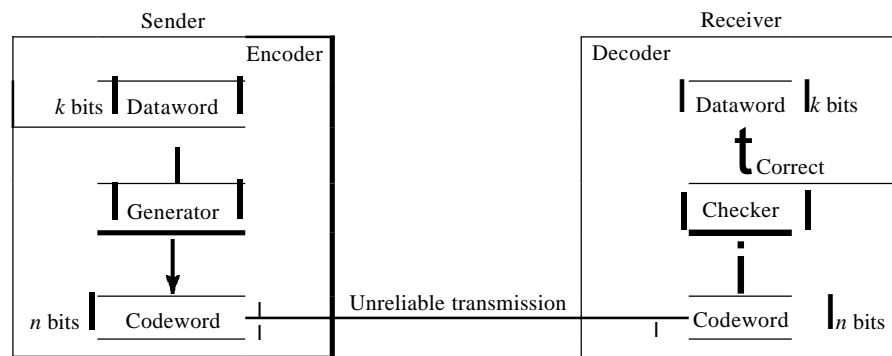 Sender
Receiver
Encoder
Decoder
k bits
Dataword
Dataword
k bits
t
Correct
Generator
Checker
i
Unreliable transmission
n bits
Codeword
Codeword
n bits